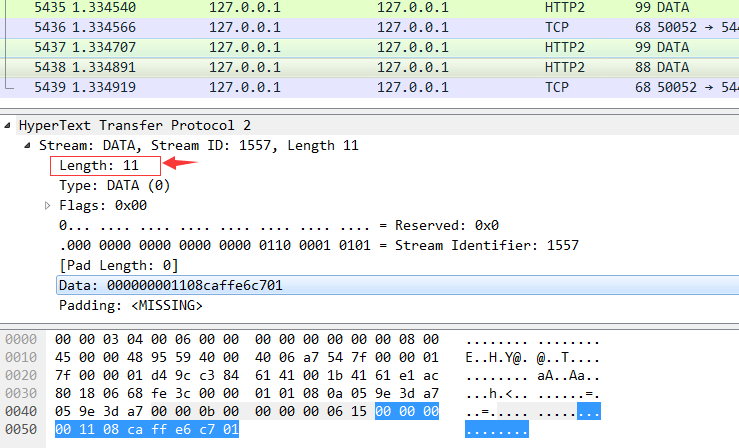 5435 1.334540 127.0.0.1 127.0.0.1 HTTP2 99 DATA
5436 1.334566 127.0.0.1 127.0.0.1 TCP 68 50052 → 544
5437 1.334707 127.0.0.1 127.0.0.1 HTTP2 99 DATA
5438 1.334891 127.0.0.1 127.0.0.1 HTTP2 88 DATA
5439 1.334919 127.0.0.1 127.0.0.1 TCP 68 50052 → 544
HyperText Transfer Protocol 2
Stream: DATA, Stream ID: 1557, Length 11
Length: 11
Type: DATA (0)
Flags: 0x00
0... .... .... .... .... .... .... .... = Reserved: 0x0
.000 0000 0000 0000 0000 0110 0001 0101 = Stream Identifier: 1557
[Pad Length: 0]
Data: 000000001108caffe6c701
Padding: <MISSING>
0000 00 00 03 04 00 06 00 00 00 00 00 00 00 00 08 00 ........ ........
0010 45 00 00 48 95 59 40 00 40 06 a7 54 7f 00 00 01 E..H.Y@. @..T....
0020 7f 00 00 01 d4 9c c3 84 61 41 00 1b 41 61 e1 ac ........ aA..Aa..
0030 80 18 06 68 fe 3c 00 00 01 01 08 0a 05 9e 3d a7 ...h.<.. ......=.
0040 05 9e 3d a7 00 00 0b 00 00 00 00 06 15 00 00 00 ..=..... ........
0050 00 11 08 ca ff e6 c7 01 ........